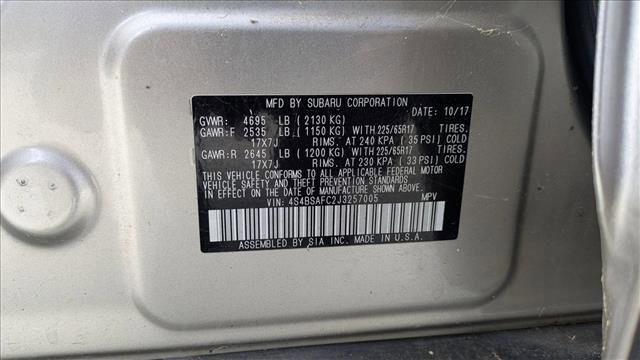 MFD BY SUBARU CORPORATION DATE: 10/17
GVWR: 4695 LB ( 2130 KG)
GAWR:F 2535 LB ( 1150 KG) WITH 225/65R17 TIRES.
17X7J RIMS. AT 240 KPA ( 35 PSI) COLD
GAWR:R 2645 LB ( 1200 KG) WITH 225/65R17 TIRES.
17X7J RIMS. AT 230 KPA ( 33 PSI) COLD
THIS VEHICLE CONFORMS TO ALL APPLICABLE FEDERAL MOTOR
VEHICLE SAFETY AND THEFT PREVENTION STANDARDS
IN EFFECT ON THE DATE OF MANUFACTURE SHOWN ABOVE.
VIN: 4S4BSAFC2J3257005 MPV
ASSEMBLED BY SIA IN U.S.A.